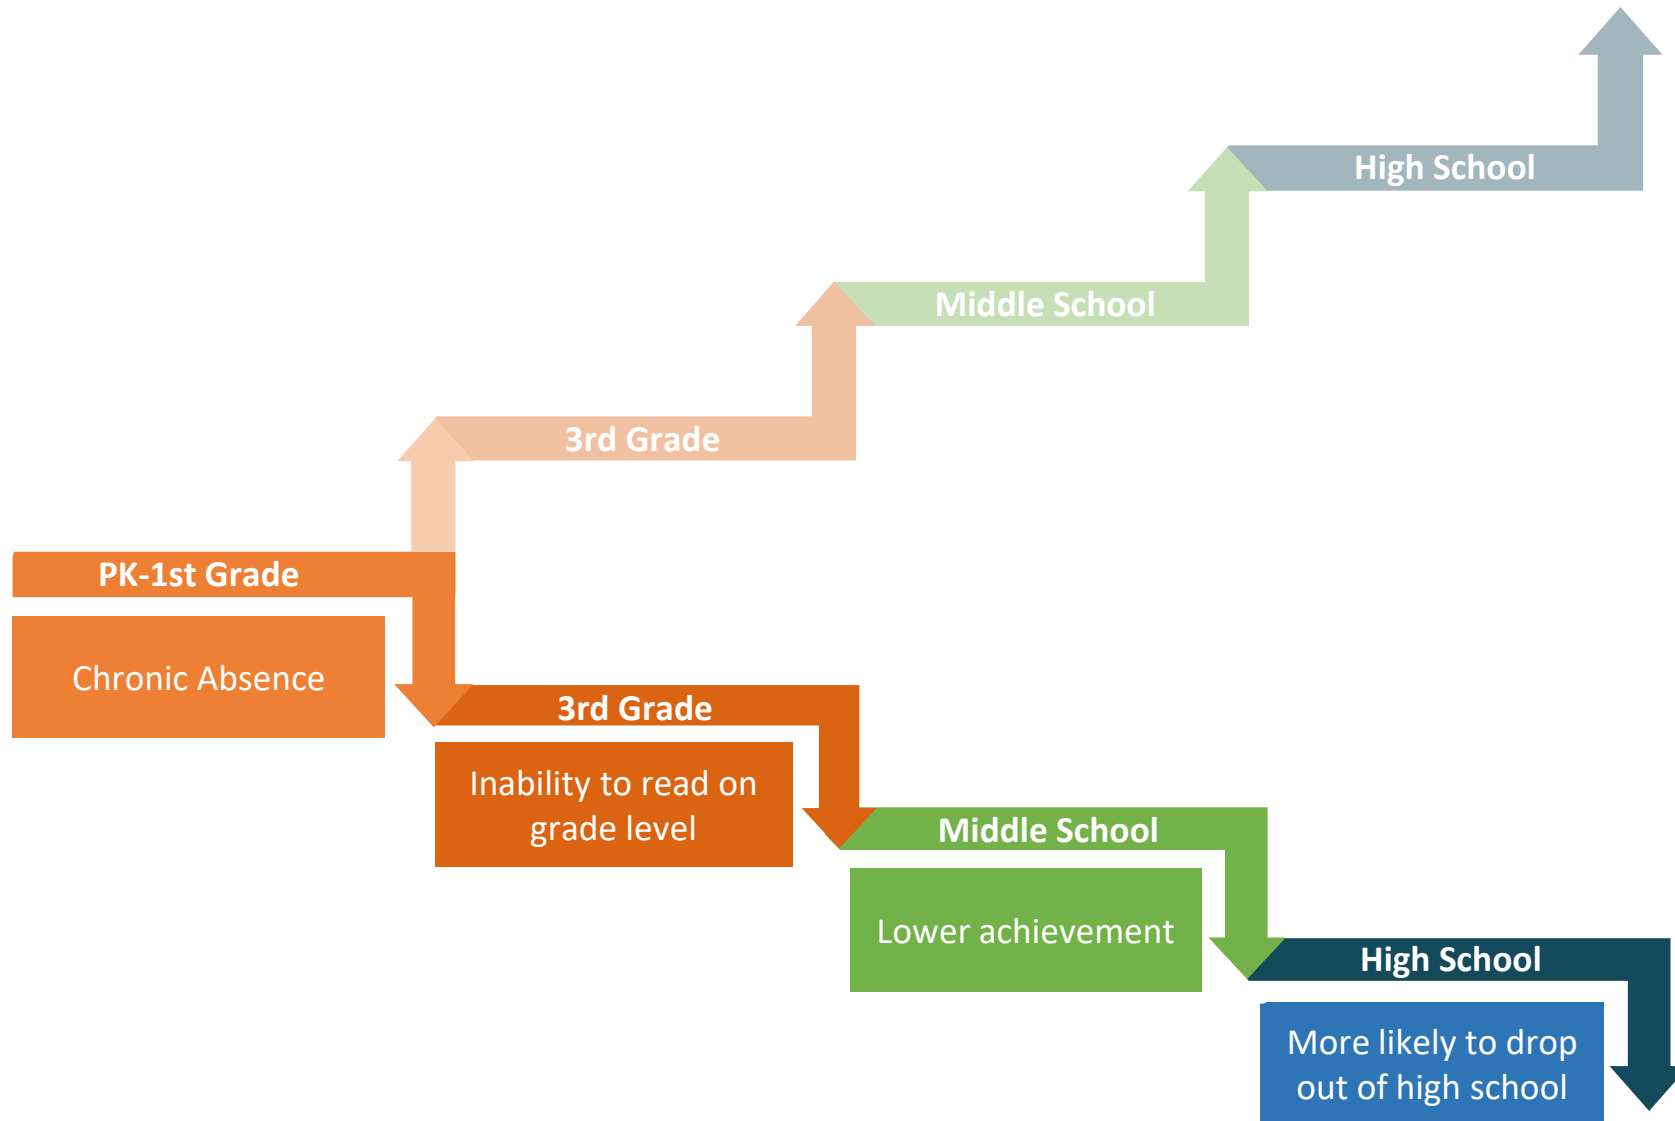 High School
Middle School
3rd Grade
PK-1st Grade
Chronic Absence
3rd Grade
Inability to read on
grade level
Middle School
Lower achievement
High School
More likely to drop
out of high school